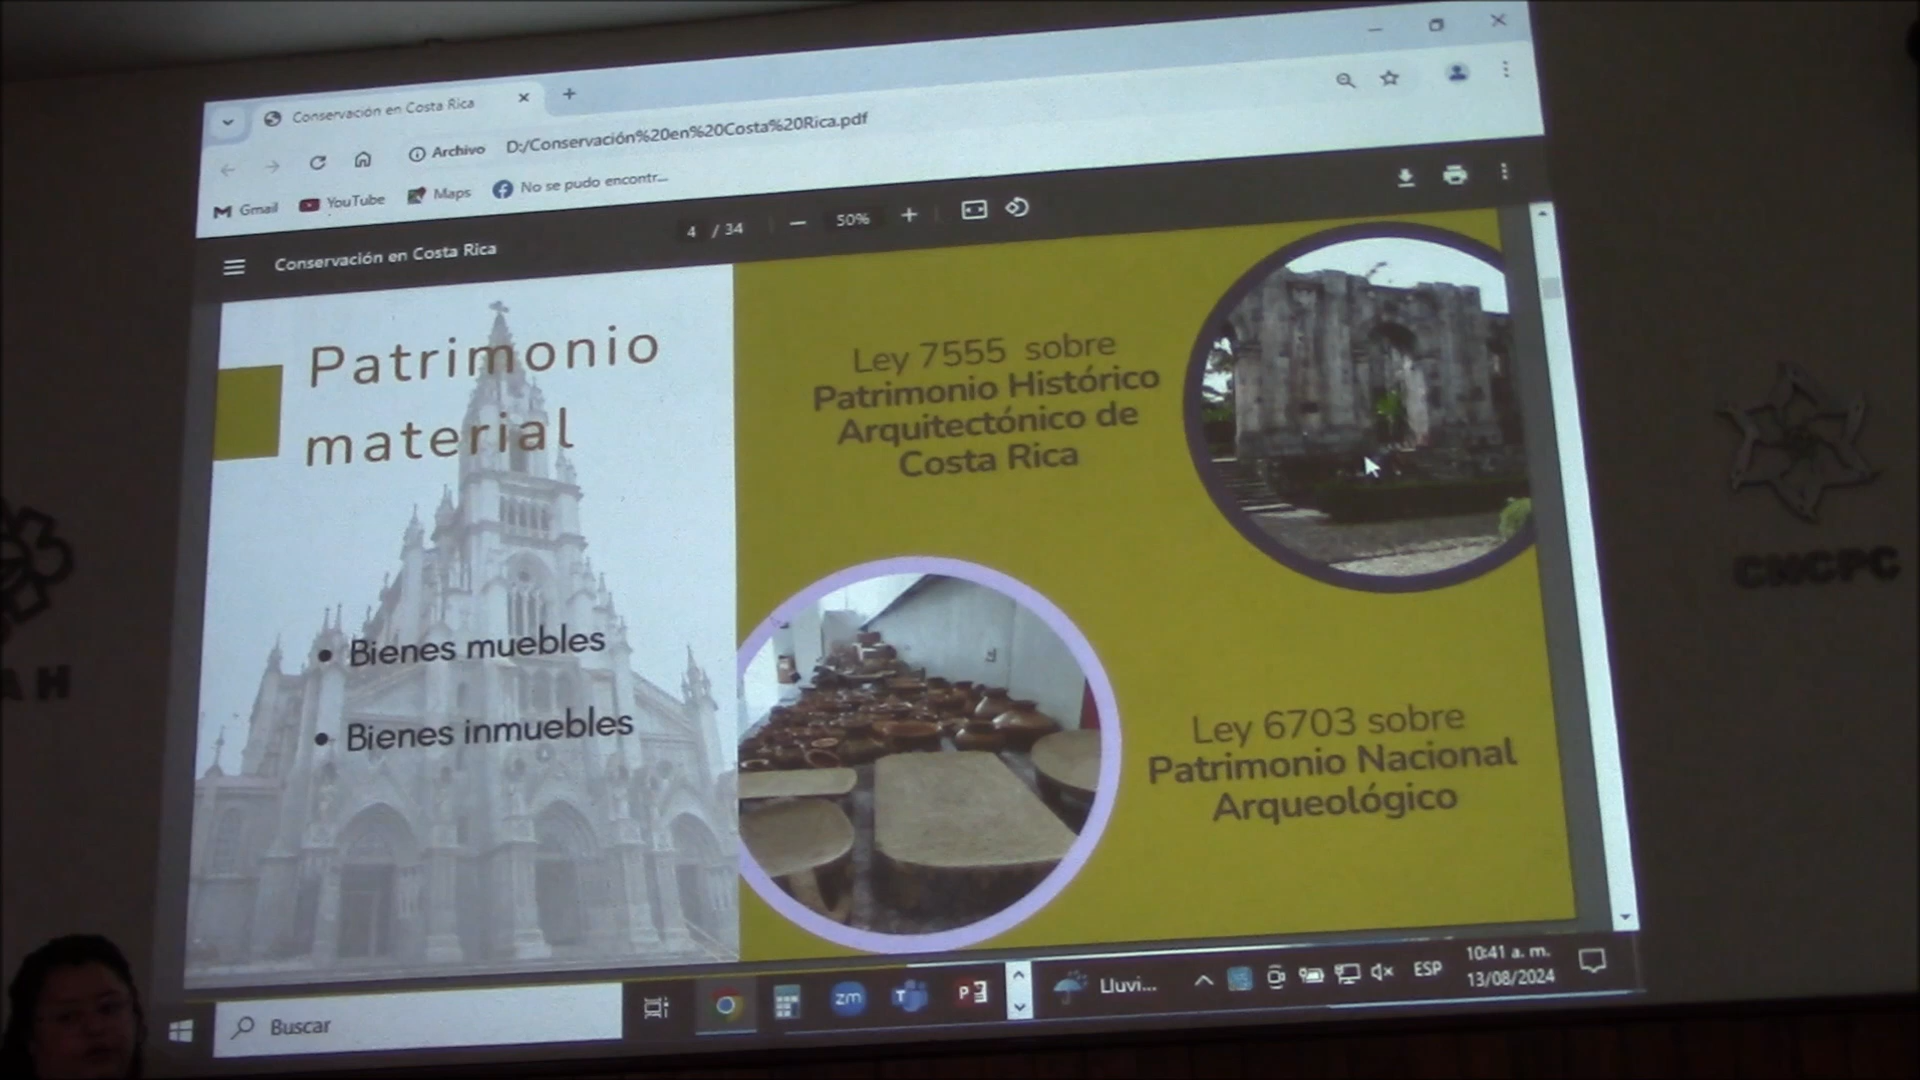 Conservación en Costa Rica
Archivo D:/Conservación%20en%20Costa%20Rica.pdf
Gmail YouTube Maps No se pudo encontr...
Conservación en Costa Rica 4 / 34 50%
Patrimonio
material
• Bienes muebles
• Bienes inmuebles
Ley 7555 sobre
Patrimonio Histórico
Arquitectónico de
Costa Rica
Ley 6703 sobre
Patrimonio Nacional
Arqueológico
CNCPC
AH
Buscar
zm
Lluvi...
ESP
10:41 a. m.
13/08/2024